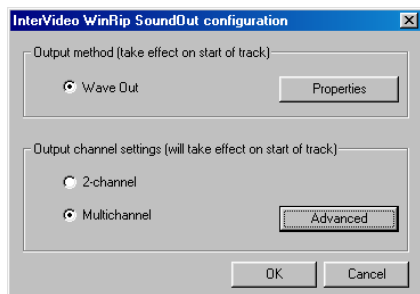 InterVideo WinRip SoundOut configuration
Output method (take effect on start of track)
Wave Out
Properties
Output channel settings (will take effect on start of track)
2-channel
Multichannel
Advanced
OK
Cancel